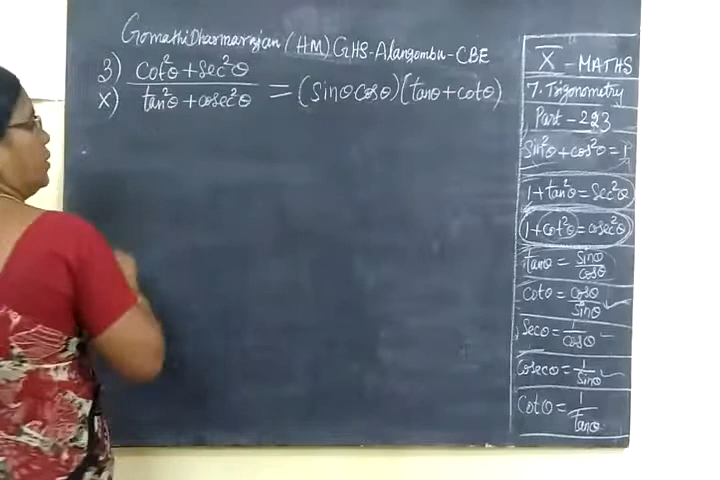 Gomathi Dharmarajan (HM) GHS-Alangombu-CBE
3) cot²θ+sec²θ
x) tan²θ+cosec²θ = (sinθ cosθ)(tanθ+cotθ)
X - MATHS
7. Trigonometry
Part - 223
sin²θ+cos²θ=1
1+tan²θ=sec²θ
1+cot²θ=cosec²θ
tanθ = sinθ/cosθ
cotθ = cosθ/sinθ
secθ = 1/cosθ
cosecθ = 1/sinθ
cotθ = 1/tanθ